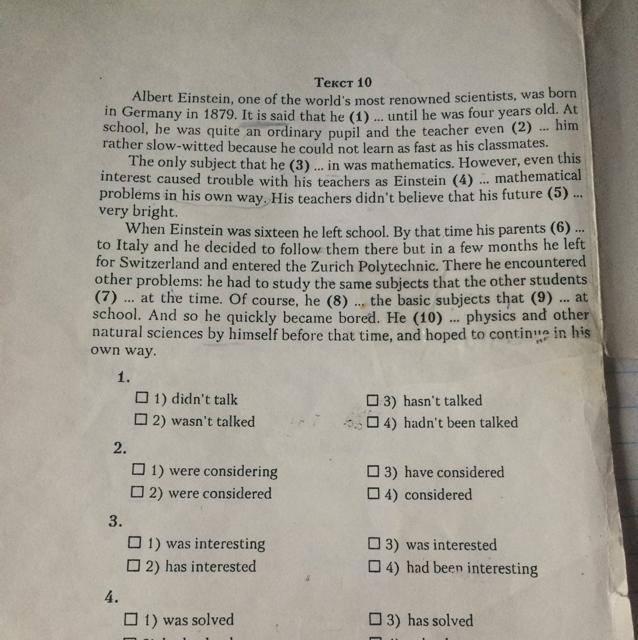 Текст 10
Albert Einstein, one of the world's most renowned scientists, was born
in Germany in 1879. It is said that he (1) ... until he was four years old. At
school, he was quite an ordinary pupil and the teacher even (2) ... him
rather slow-witted because he could not learn as fast as his classmates.
The only subject that he (3) ... in was mathematics. However, even this
interest caused trouble with his teachers as Einstein (4) ... mathematical
problems in his own way. His teachers didn't believe that his future (5) ...
very bright.
When Einstein was sixteen he left school. By that time his parents (6) ...
to Italy and he decided to follow them there but in a few months he left
for Switzerland and entered the Zurich Polytechnic. There he encountered
other problems: he had to study the same subjects that the other students
(7) ... at the time. Of course, he (8) ... the basic subjects that (9) ... at
school. And so he quickly became bored. He (10) ... physics and other
natural sciences by himself before that time, and hoped to continue in his
own way.
1.
1) didn't talk
2) wasn't talked
3) hasn't talked
4) hadn't been talked
2.
1) were considering
2) were considered
3) have considered
4) considered
3.
1) was interesting
2) has interested
3) was interested
4) had been interesting
4.
1) was solved
3) has solved